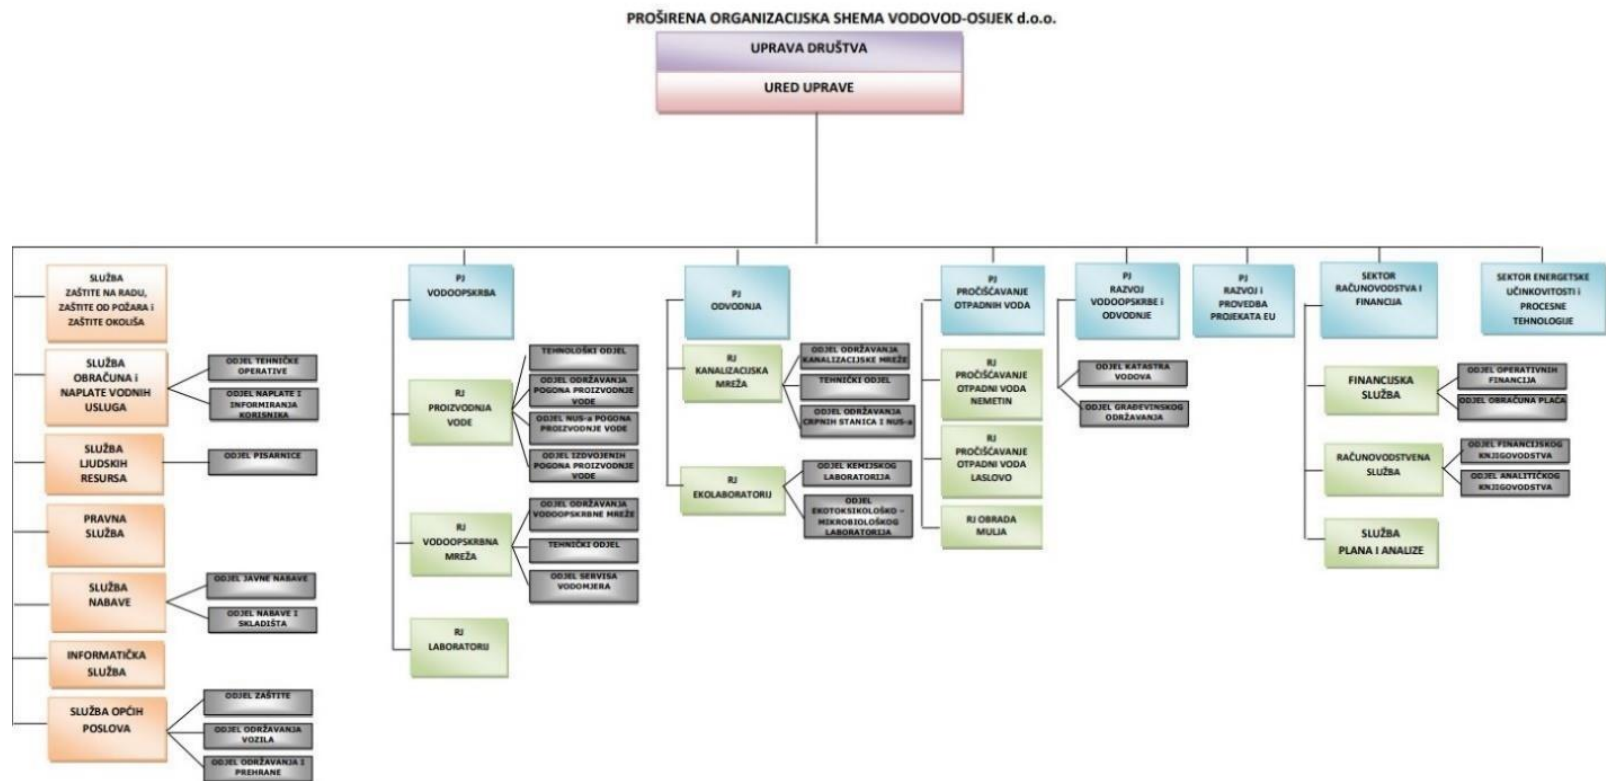 PROŠIRENA ORGANIZACIJSKA SHEMA VODOVOD-OSIJEK d.o.o.
UPRAVA DRUŠTVA
URED UPRAVE
SLUŽBA
ZAŠTITE NA RADU,
ZAŠTITE OD POŽARA i
ZAŠTITE OKOLIŠA
SLUŽBA
OBRAČUNA i
NAPLATE VODNIH
USLUGA
ODJEL TEHNIČKE
OPERATIVE
ODJEL NAPLATE I
INFORMIRANJA
KORISNIKA
SLUŽBA
LJUDSKIH
RESURSA
ODJEL PISARNICE
PRAVNA
SLUŽBA
SLUŽBA
NABAVE
ODJEL JAVNE NABAVE
ODJEL NABAVE I
SKLADIŠTA
INFORMATIČKA
SLUŽBA
SLUŽBA OPĆIH
POSLOVA
ODJEL ZAŠTITE
ODJEL ODRŽAVANJA
VOZILA
ODJEL ODRŽAVANJA I
PREHRANE
PJ
VODOOPSKRBA
RJ
PROIZVODNJA
VODE
TEHNOLOŠKI ODJEL
ODJEL ODRŽAVANJA
POGONA PROIZVODNJE VODE
ODJEL NUS-a POGONA
PROIZVODNJE VODE
ODJEL IZDVOJENIH
POGONA PROIZVODNJE
VODE
RJ
VODOOPSKRBNA
MREŽA
ODJEL ODRŽAVANJA
VODOOPSKRBNE MREŽE
TEHNIČKI ODJEL
ODJEL SERVISA
VODOMJERA
RJ
LABORATORIJ
PJ
ODVODNJA
RJ
KANALIZACIJSKA
MREŽA
ODJEL ODRŽAVANJA
KANALIZACIJSKE MREŽE
TEHNIČKI ODJEL
ODJEL ODRŽAVANJA
CRPNIH STANICA I NUS-a
RJ
EKOLABORATORIJ
ODJEL KEMIJSKOG
LABORATORIJA
ODJEL
EKOTOKSIKOLOŠKO –
MIKROBIOLOŠKOG
LABORATORIJA
PJ
PROČIŠĆAVANJE
OTPADNIH VODA
RJ
PROČIŠĆAVANJE
OTPADNI VODA
NEMETIN
RJ
PROČIŠĆAVANJE
OTPADNI VODA
LASLOVO
RJ OBRADA
MULJA
PJ
RAZVOJ
VODOOPSKRBE i
ODVODNJE
ODJEL KATASTRA
VODOVA
ODJEL GRAĐEVINSKOG
ODRŽAVANJA
PJ
RAZVOJ i
PROVEDBA
PROJEKATA EU
SEKTOR
RAČUNOVODSTVA I
FINANCIJA
FINANCIJSKA
SLUŽBA
ODJEL OPERATIVNIH
FINANCIJA
ODJEL OBRAČUNA PLAĆA
RAČUNOVODSTVENA
SLUŽBA
ODJEL FINANCIJSKOG
KNJIGOVODSTVA
ODJEL ANALITIČKOG
KNJIGOVODSTVA
SLUŽBA
PLANA I ANALIZE
SEKTOR ENERGETSKE
UČINKOVITOSTI i
PROCESNE
TEHNOLOGIJE